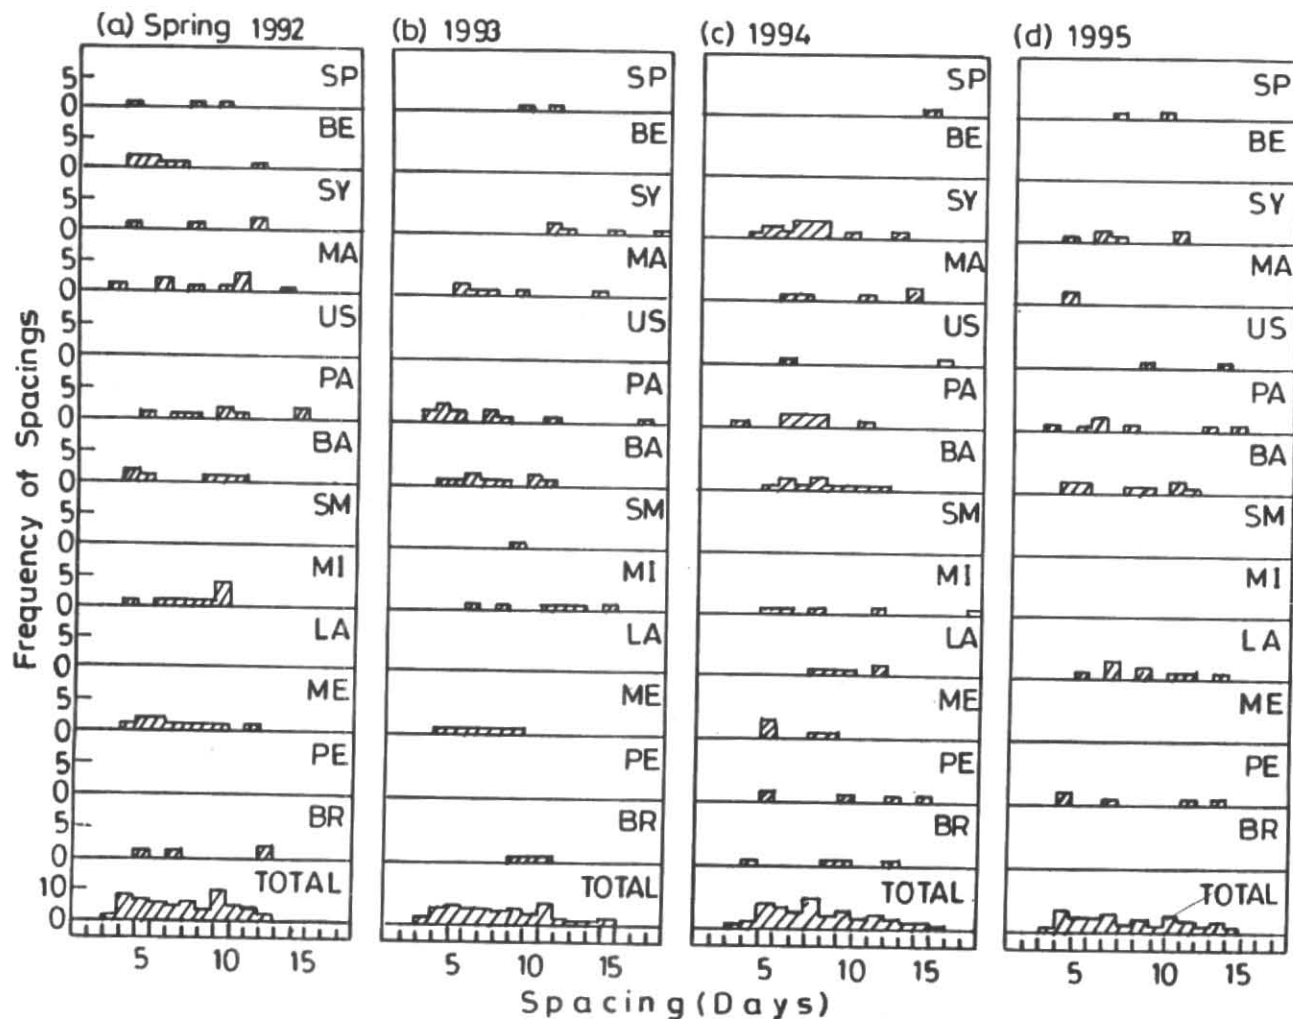 (a) Spring 1992 (b) 1993 (c) 1994 (d) 1995
5 SP SP SP SP
0
5 BE BE BE BE
0
5 SY SY SY SY
0
5 MA MA MA MA
0
5 US US US US
0
5 PA PA PA PA
0
5 BA BA BA BA
0
5 SM SM SM SM
0
5 MI MI MI MI
0
5 LA LA LA LA
0
5 ME ME ME ME
0
5 PE PE PE PE
0
5 BR BR BR BR
0
10 TOTAL TOTAL TOTAL TOTAL
0
5 10 15 5 10 15 5 10 15 5 10 15
Spacing (Days)
Frequency of Spacings